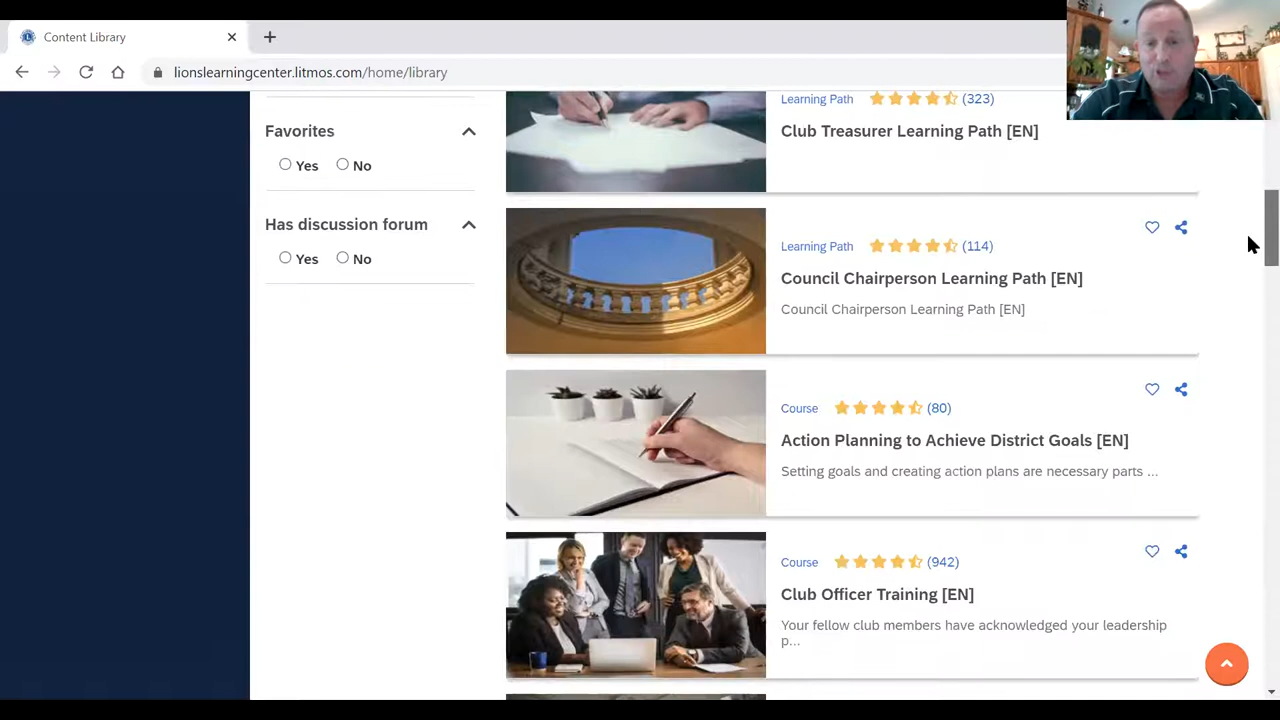 Content Library
lionslearningcenter.litmos.com/home/library
Favorites
Yes No
Has discussion forum
Yes No
Learning Path (323)
Club Treasurer Learning Path [EN]
Learning Path (114)
Council Chairperson Learning Path [EN]
Council Chairperson Learning Path [EN]
Course (80)
Action Planning to Achieve District Goals [EN]
Setting goals and creating action plans are necessary parts ...
Course (942)
Club Officer Training [EN]
Your fellow club members have acknowledged your leadership
p...